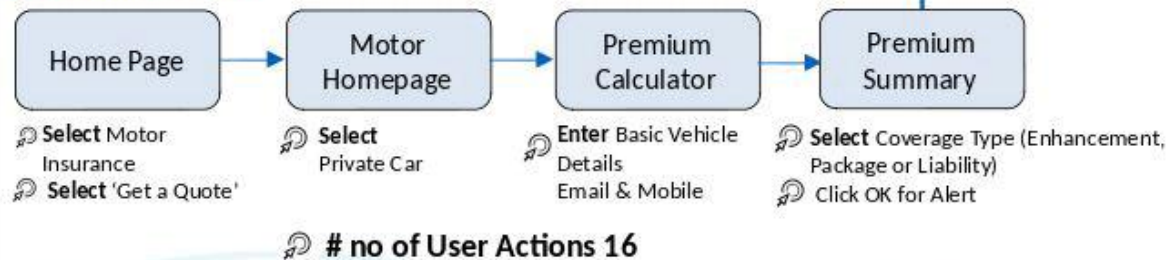 Home Page
Motor
Homepage
Premium
Calculator
Premium
Summary
Select Motor
Insurance
Select ‘Get a Quote’
Select
Private Car
Enter Basic Vehicle
Details
Email & Mobile
Select Coverage Type (Enhancement,
Package or Liability)
Click OK for Alert
# no of User Actions 16